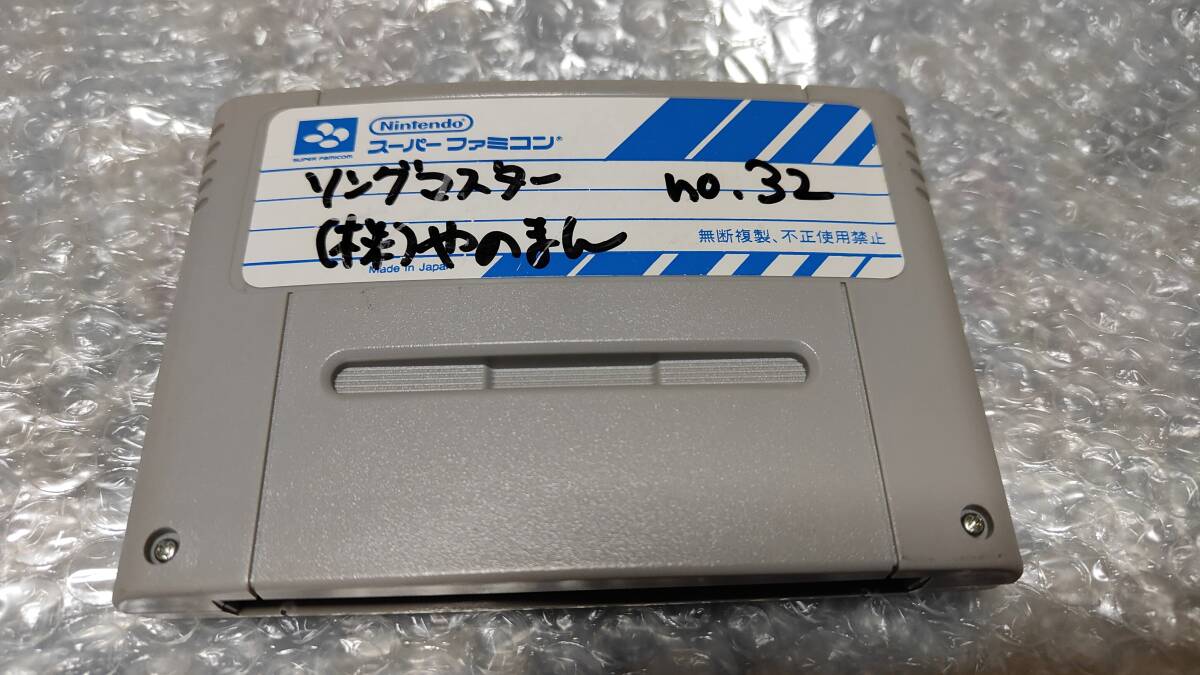 Nintendo
SUPER FAMICOM
スーパーファミコン®
ソングマスター no.32
(株)やのまん
無断複製、不正使用禁止
Made in Japan